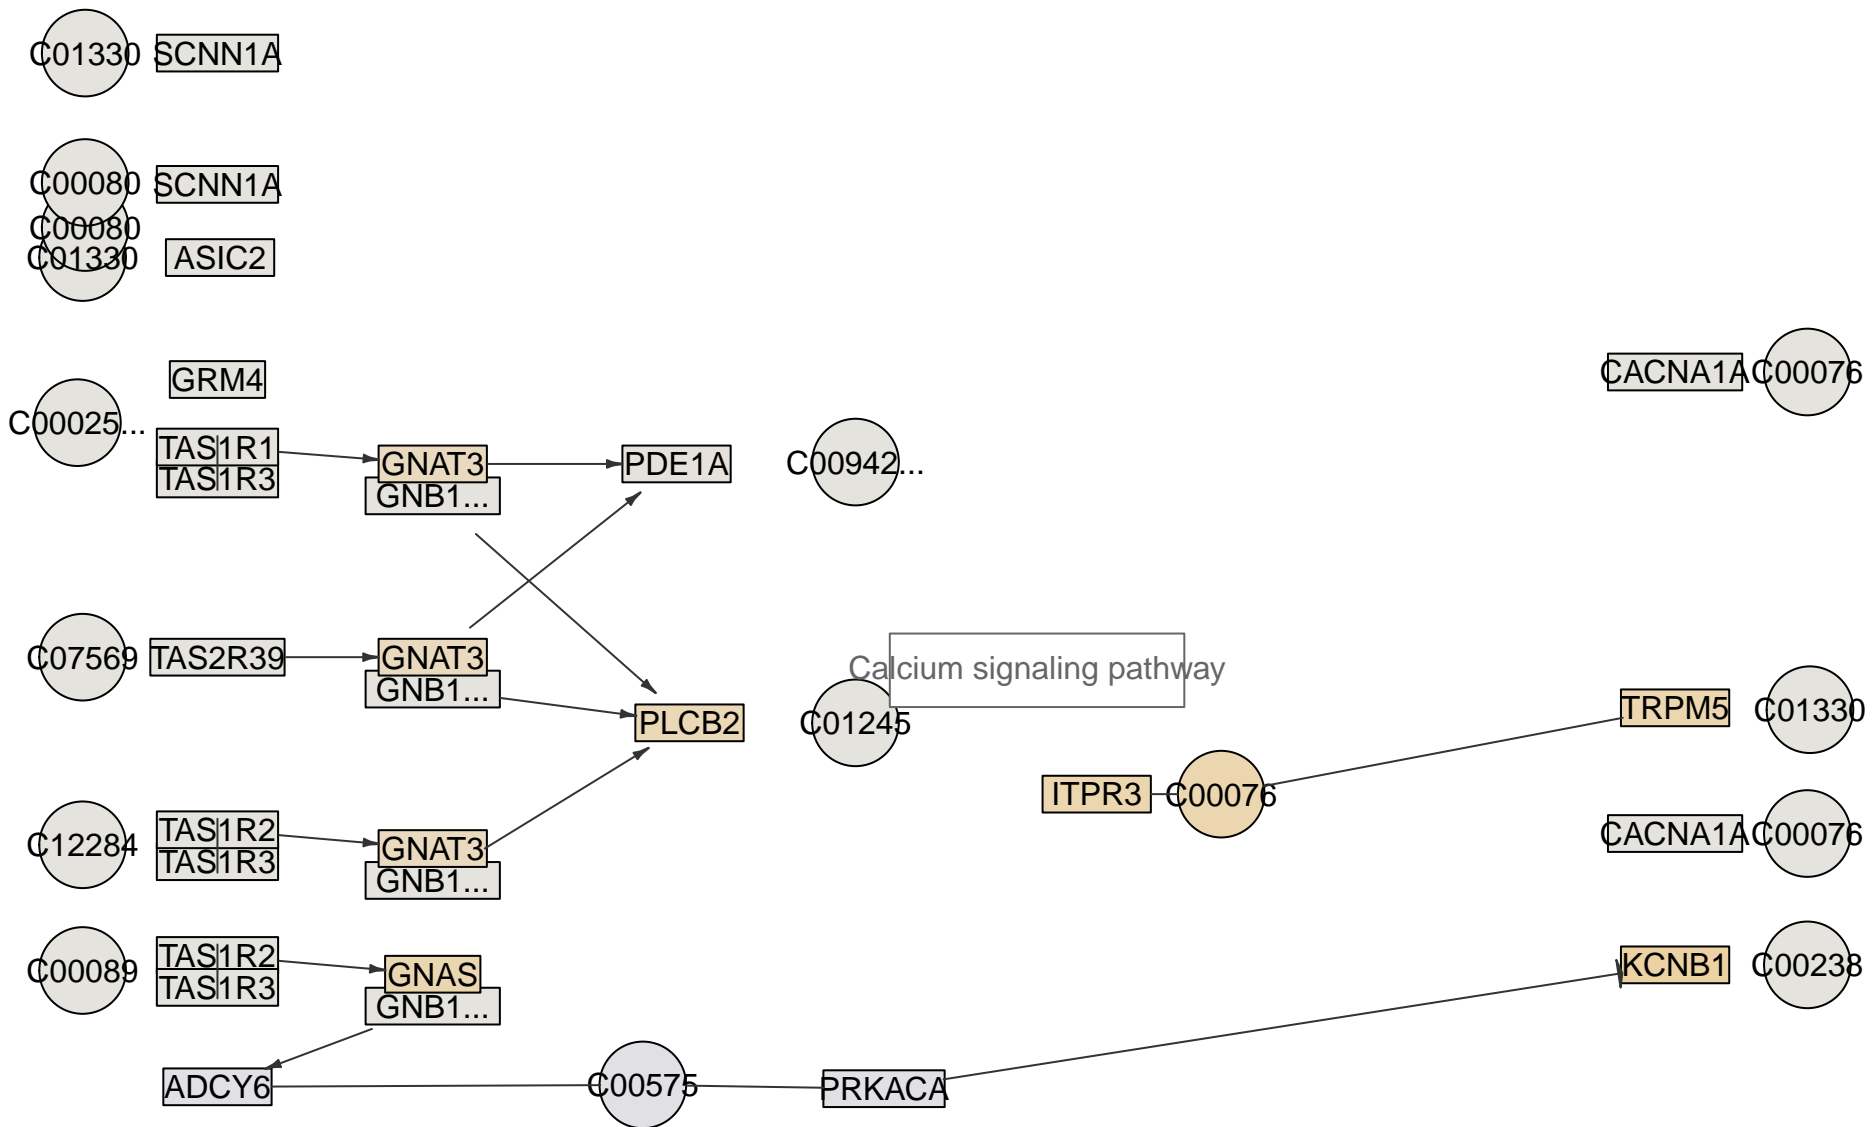 C01330 SCNN1A
C00080 SCNN1A
C00080
C01330 ASIC2
GRM4
CACNA1A C00076
C00025...
TAS1R1
TAS1R3
GNAT3
GNB1...
PDE1A
C00942...
C07569 TAS2R39
GNAT3
GNB1...
Calcium signaling pathway
PLCB2
C01245
TRPM5 C01330
ITPR3 C00076
C12284
TAS1R2
TAS1R3
GNAT3
GNB1...
CACNA1A C00076
C00089
TAS1R2
TAS1R3
GNAS
GNB1...
KCNB1 C00238
ADCY6 C00575 PRKACA